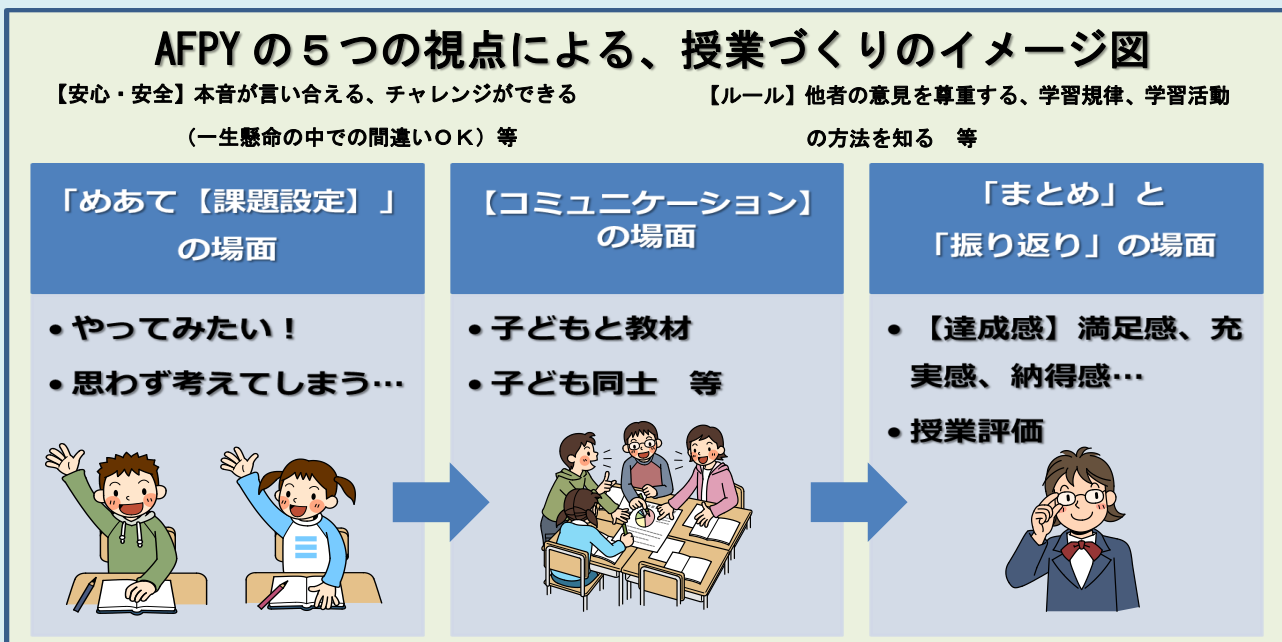 AFPYの５つの視点による、授業づくりのイメージ図
【安心・安全】本音が言い合える、チャレンジができる
（一生懸命の中での間違いＯＫ）等
【ルール】他者の意見を尊重する、学習規律、学習活動
の方法を知る　等
「めあて【課題設定】」
の場面
• やってみたい！
• 思わず考えてしまう…
【コミュニケーション】
の場面
• 子どもと教材
• 子ども同士　等
「まとめ」と
「振り返り」の場面
• 【達成感】満足感、充
実感、納得感…
• 授業評価